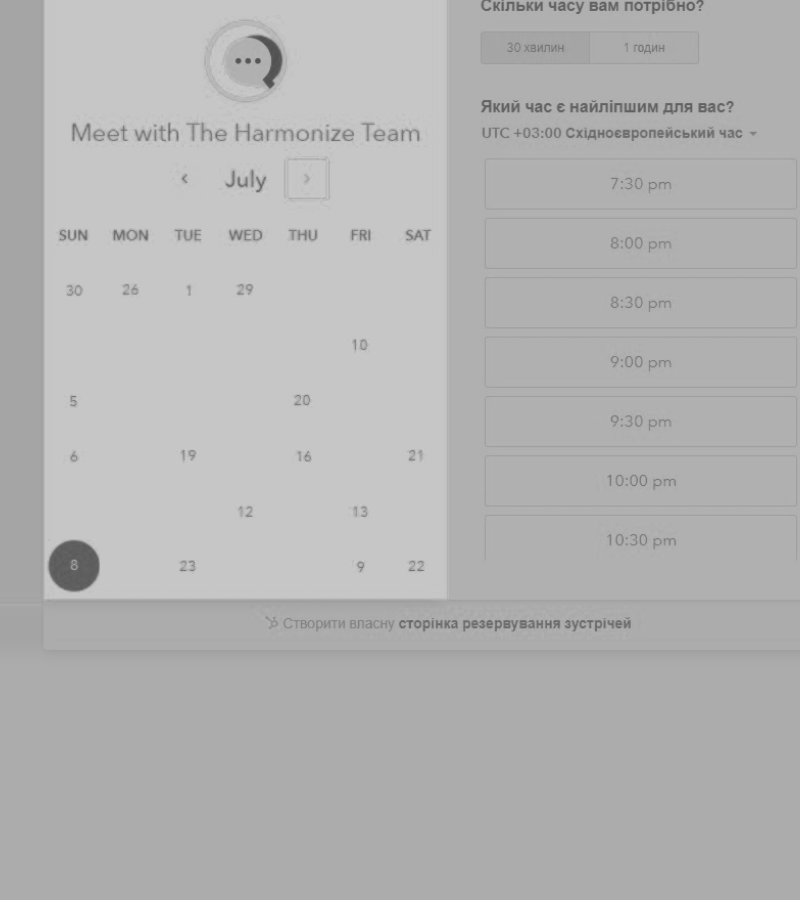 Meet with The Harmonize Team
‹ July ›
SUN MON TUE WED THU FRI SAT
30 26 1 29
10
5 20
6 19 16 21
12 13
8 23 9 22
Скільки часу вам потрібно?
30 хвилин 1 годин
Який час є найліпшим для вас?
UTC +03:00 Східноєвропейський час
7:30 pm
8:00 pm
8:30 pm
9:00 pm
9:30 pm
10:00 pm
10:30 pm
Створити власну сторінка резервування зустрічей